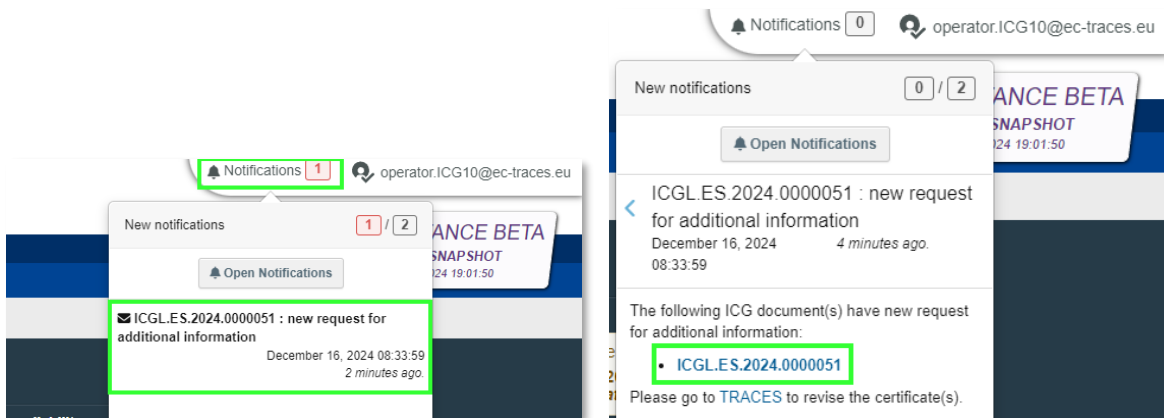 Notifications 1
operator.ICG10@ec-traces.eu
New notifications
1 / 2
ANCE BETA
SNAPSHOT
24 19:01:50
Open Notifications
ICGL.ES.2024.0000051 : new request for
additional information
December 16, 2024 08:33:59
2 minutes ago.
Notifications 0
operator.ICG10@ec-traces.eu
New notifications
0 / 2
ANCE BETA
SNAPSHOT
024 19:01:50
Open Notifications
ICGL.ES.2024.0000051 : new request
for additional information
December 16, 2024
08:33:59
4 minutes ago.
The following ICG document(s) have new request
for additional information:
• ICGL.ES.2024.0000051
Please go to TRACES to revise the certificate(s).